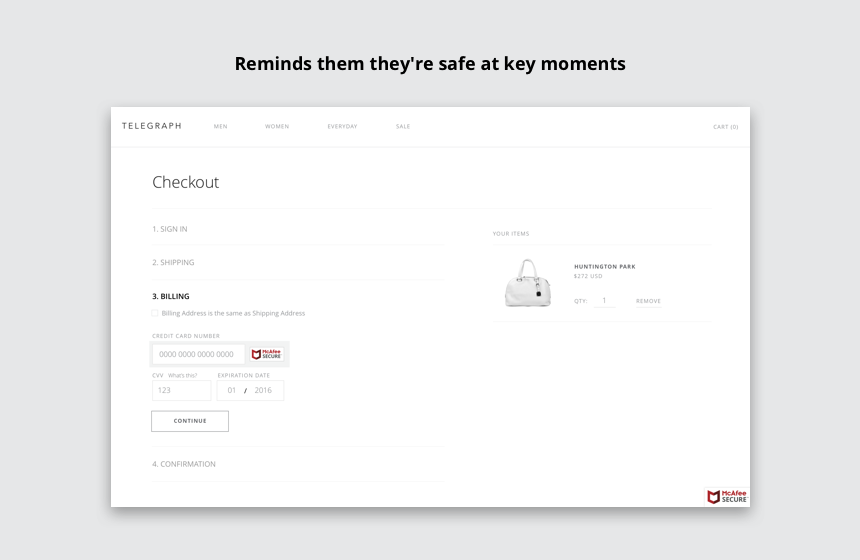 Reminds them they're safe at key moments
TELEGRAPH MEN WOMEN EVERYDAY SALE CART (0)
Checkout
1. SIGN IN
YOUR ITEMS
2. SHIPPING
HUNTINGTON PARK
$272 USD
QTY: 1 REMOVE
3. BILLING
Billing Address is the same as Shipping Address
CREDIT CARD NUMBER
0000 0000 0000 0000 McAfee SECURE
CVV What's this? EXPIRATION DATE
123 01 / 2016
CONTINUE
4. CONFIRMATION
McAfee
SECURE